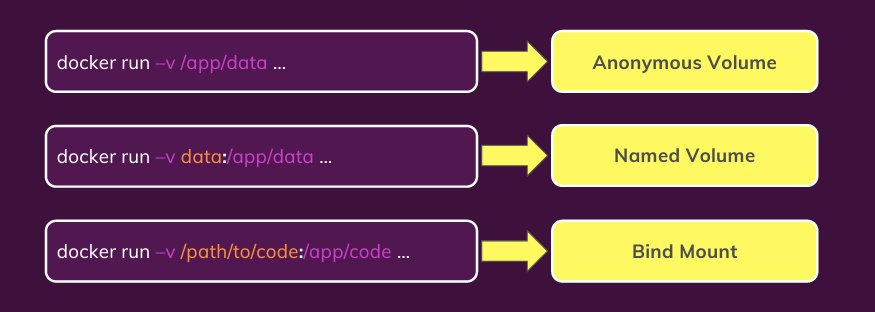 docker run –v /app/data ...
Anonymous Volume
docker run –v data:/app/data ...
Named Volume
docker run –v /path/to/code:/app/code ...
Bind Mount